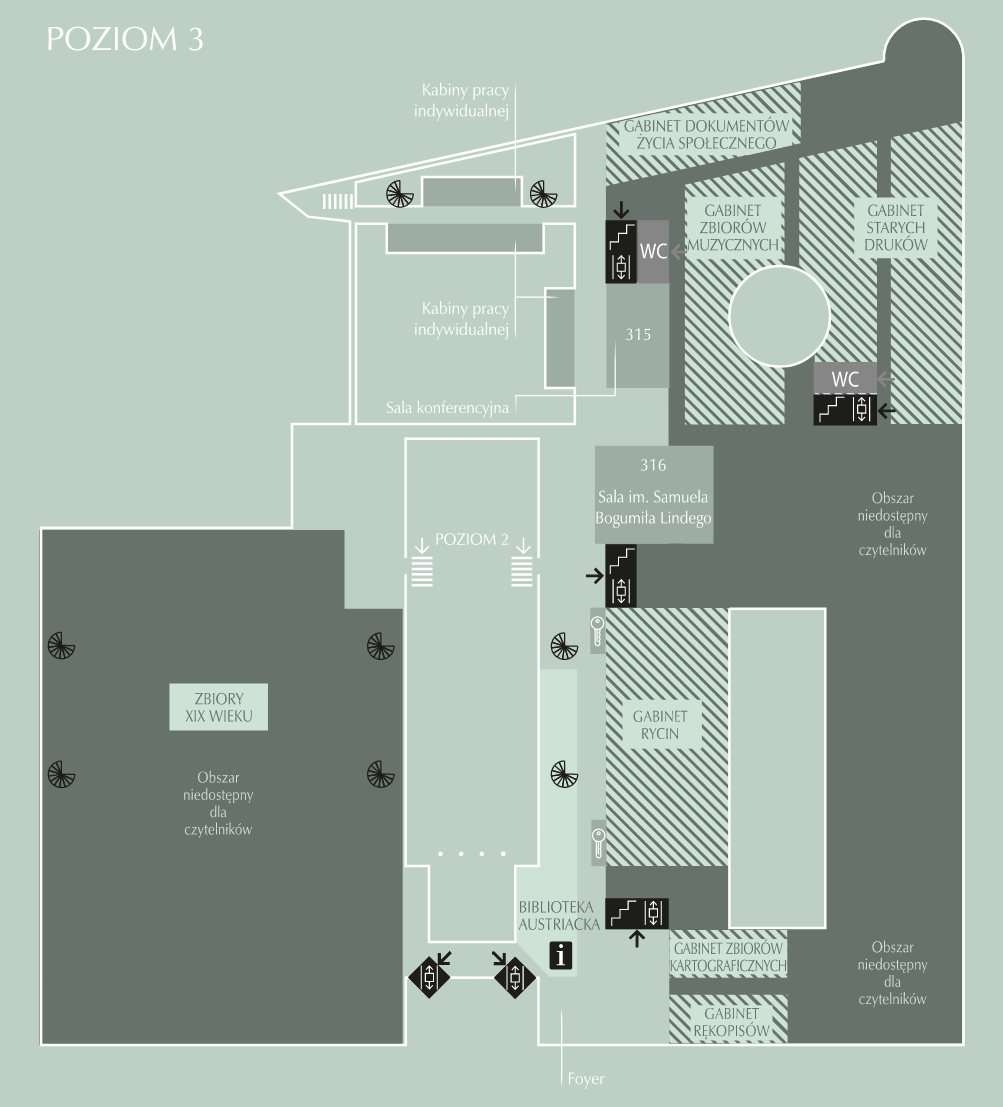 POZIOM 3
Kabiny pracy
indywidualnej
GABINET DOKUMENTÓW
ŻYCIA SPOŁECZNEGO
GABINET
ZBIORÓW
MUZYCZNYCH
GABINET
STARYCH
DRUKÓW
WC
Kabiny pracy
indywidualnej
315
WC
Sala konferencyjna
316
Sala im. Samuela
Bogumiła Lindego
Obszar
niedostępny
dla
czytelników
POZIOM 2
ZBIORY
XIX WIEKU
GABINET
RYCIN
Obszar
niedostępny
dla
czytelników
BIBLIOTEKA
AUSTRIACKA
i
GABINET ZBIORÓW
KARTOGRAFICZNYCH
Obszar
niedostępny
dla
czytelników
GABINET
RĘKOPISÓW
Foyer